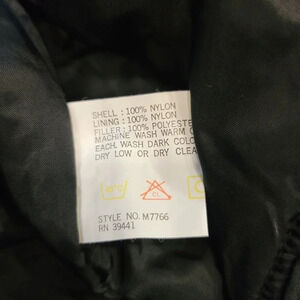 SHELL : 100% NYLON
LINING : 100% NYLON
FILLER : 100% POLYESTE
MACHINE WASH WARM
EACH. WASH DARK COLO
DRY LOW OR DRY CLEA
CL
STYLE NO. M7766
RN 39441